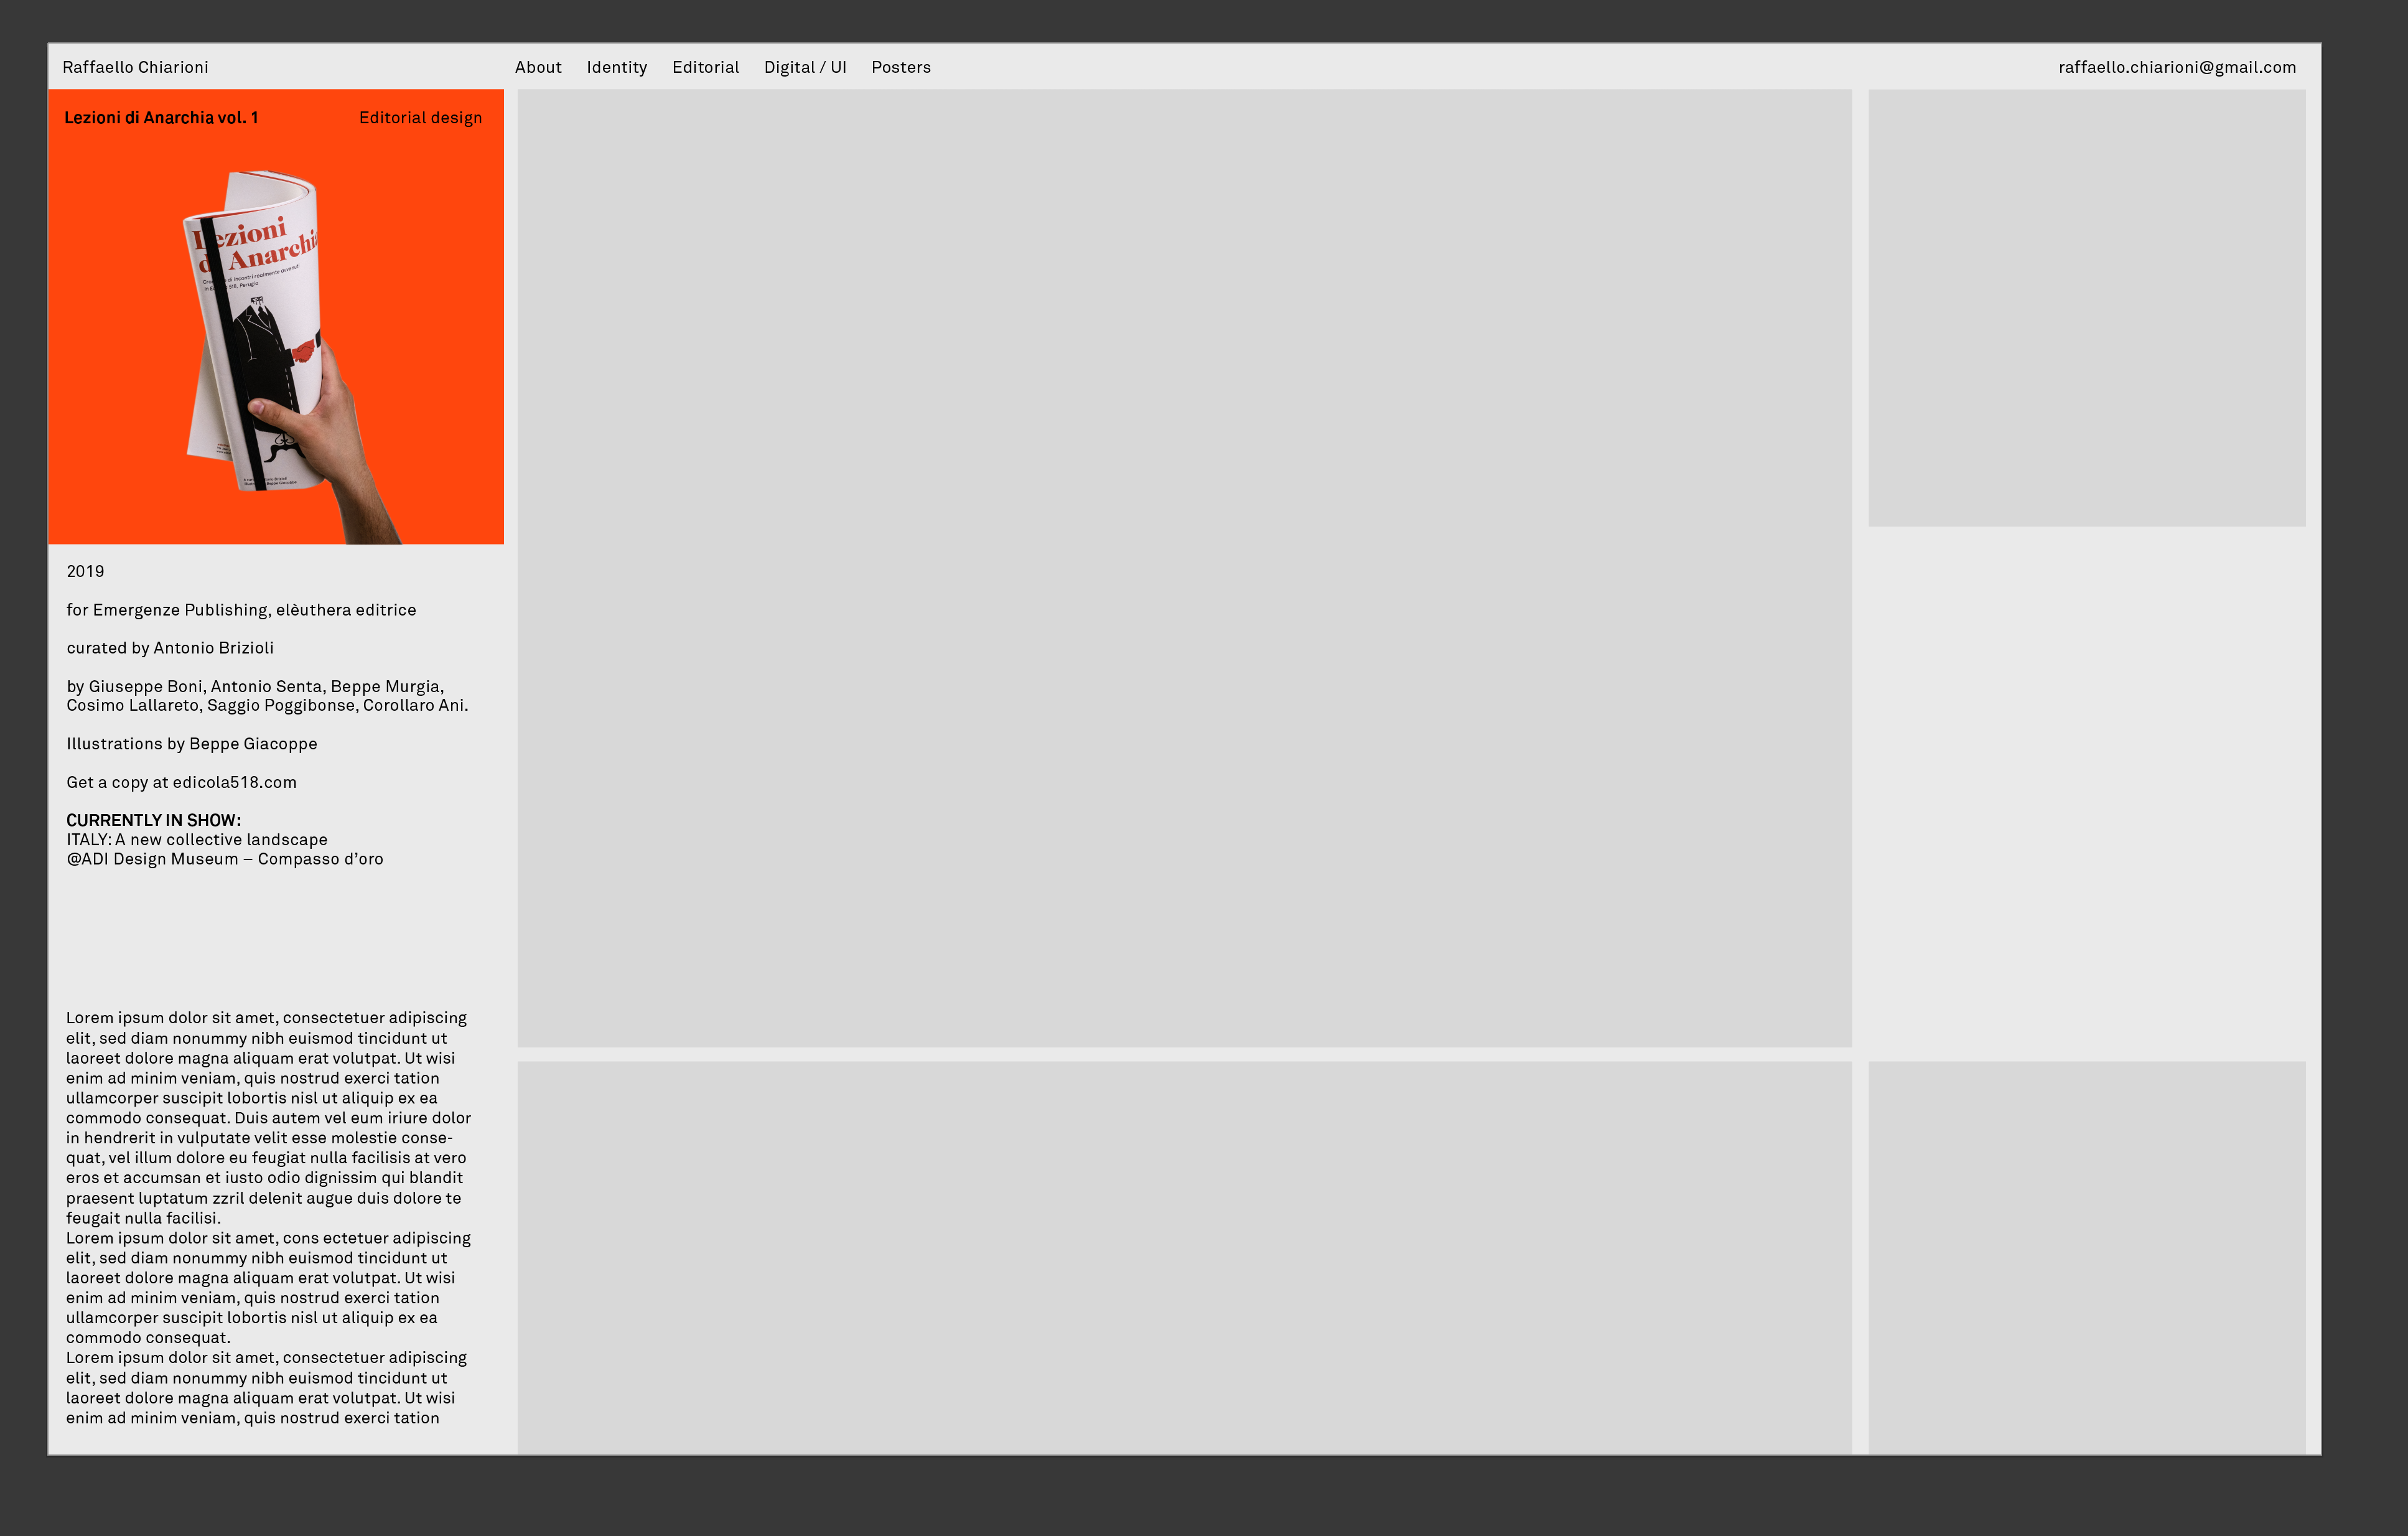 Raffaello Chiarioni
About Identity Editorial Digital / UI Posters
raffaello.chiarioni@gmail.com
Lezioni di Anarchia vol. 1
Editorial design
Lezioni
di Anarchia
di incontri realmente avvenuti
518, Perugia
2019
for Emergenze Publishing, elèuthera editrice
curated by Antonio Brizioli
by Giuseppe Boni, Antonio Senta, Beppe Murgia,
Cosimo Lallareto, Saggio Poggibonse, Corollaro Ani.
Illustrations by Beppe Giacoppe
Get a copy at edicola518.com
CURRENTLY IN SHOW:
ITALY: A new collective landscape
@ADI Design Museum – Compasso d’oro
Lorem ipsum dolor sit amet, consectetuer adipiscing
elit, sed diam nonummy nibh euismod tincidunt ut
laoreet dolore magna aliquam erat volutpat. Ut wisi
enim ad minim veniam, quis nostrud exerci tation
ullamcorper suscipit lobortis nisl ut aliquip ex ea
commodo consequat. Duis autem vel eum iriure dolor
in hendrerit in vulputate velit esse molestie conse-
quat, vel illum dolore eu feugiat nulla facilisis at vero
eros et accumsan et iusto odio dignissim qui blandit
praesent luptatum zzril delenit augue duis dolore te
feugait nulla facilisi.
Lorem ipsum dolor sit amet, cons ectetuer adipiscing
elit, sed diam nonummy nibh euismod tincidunt ut
laoreet dolore magna aliquam erat volutpat. Ut wisi
enim ad minim veniam, quis nostrud exerci tation
ullamcorper suscipit lobortis nisl ut aliquip ex ea
commodo consequat.
Lorem ipsum dolor sit amet, consectetuer adipiscing
elit, sed diam nonummy nibh euismod tincidunt ut
laoreet dolore magna aliquam erat volutpat. Ut wisi
enim ad minim veniam, quis nostrud exerci tation